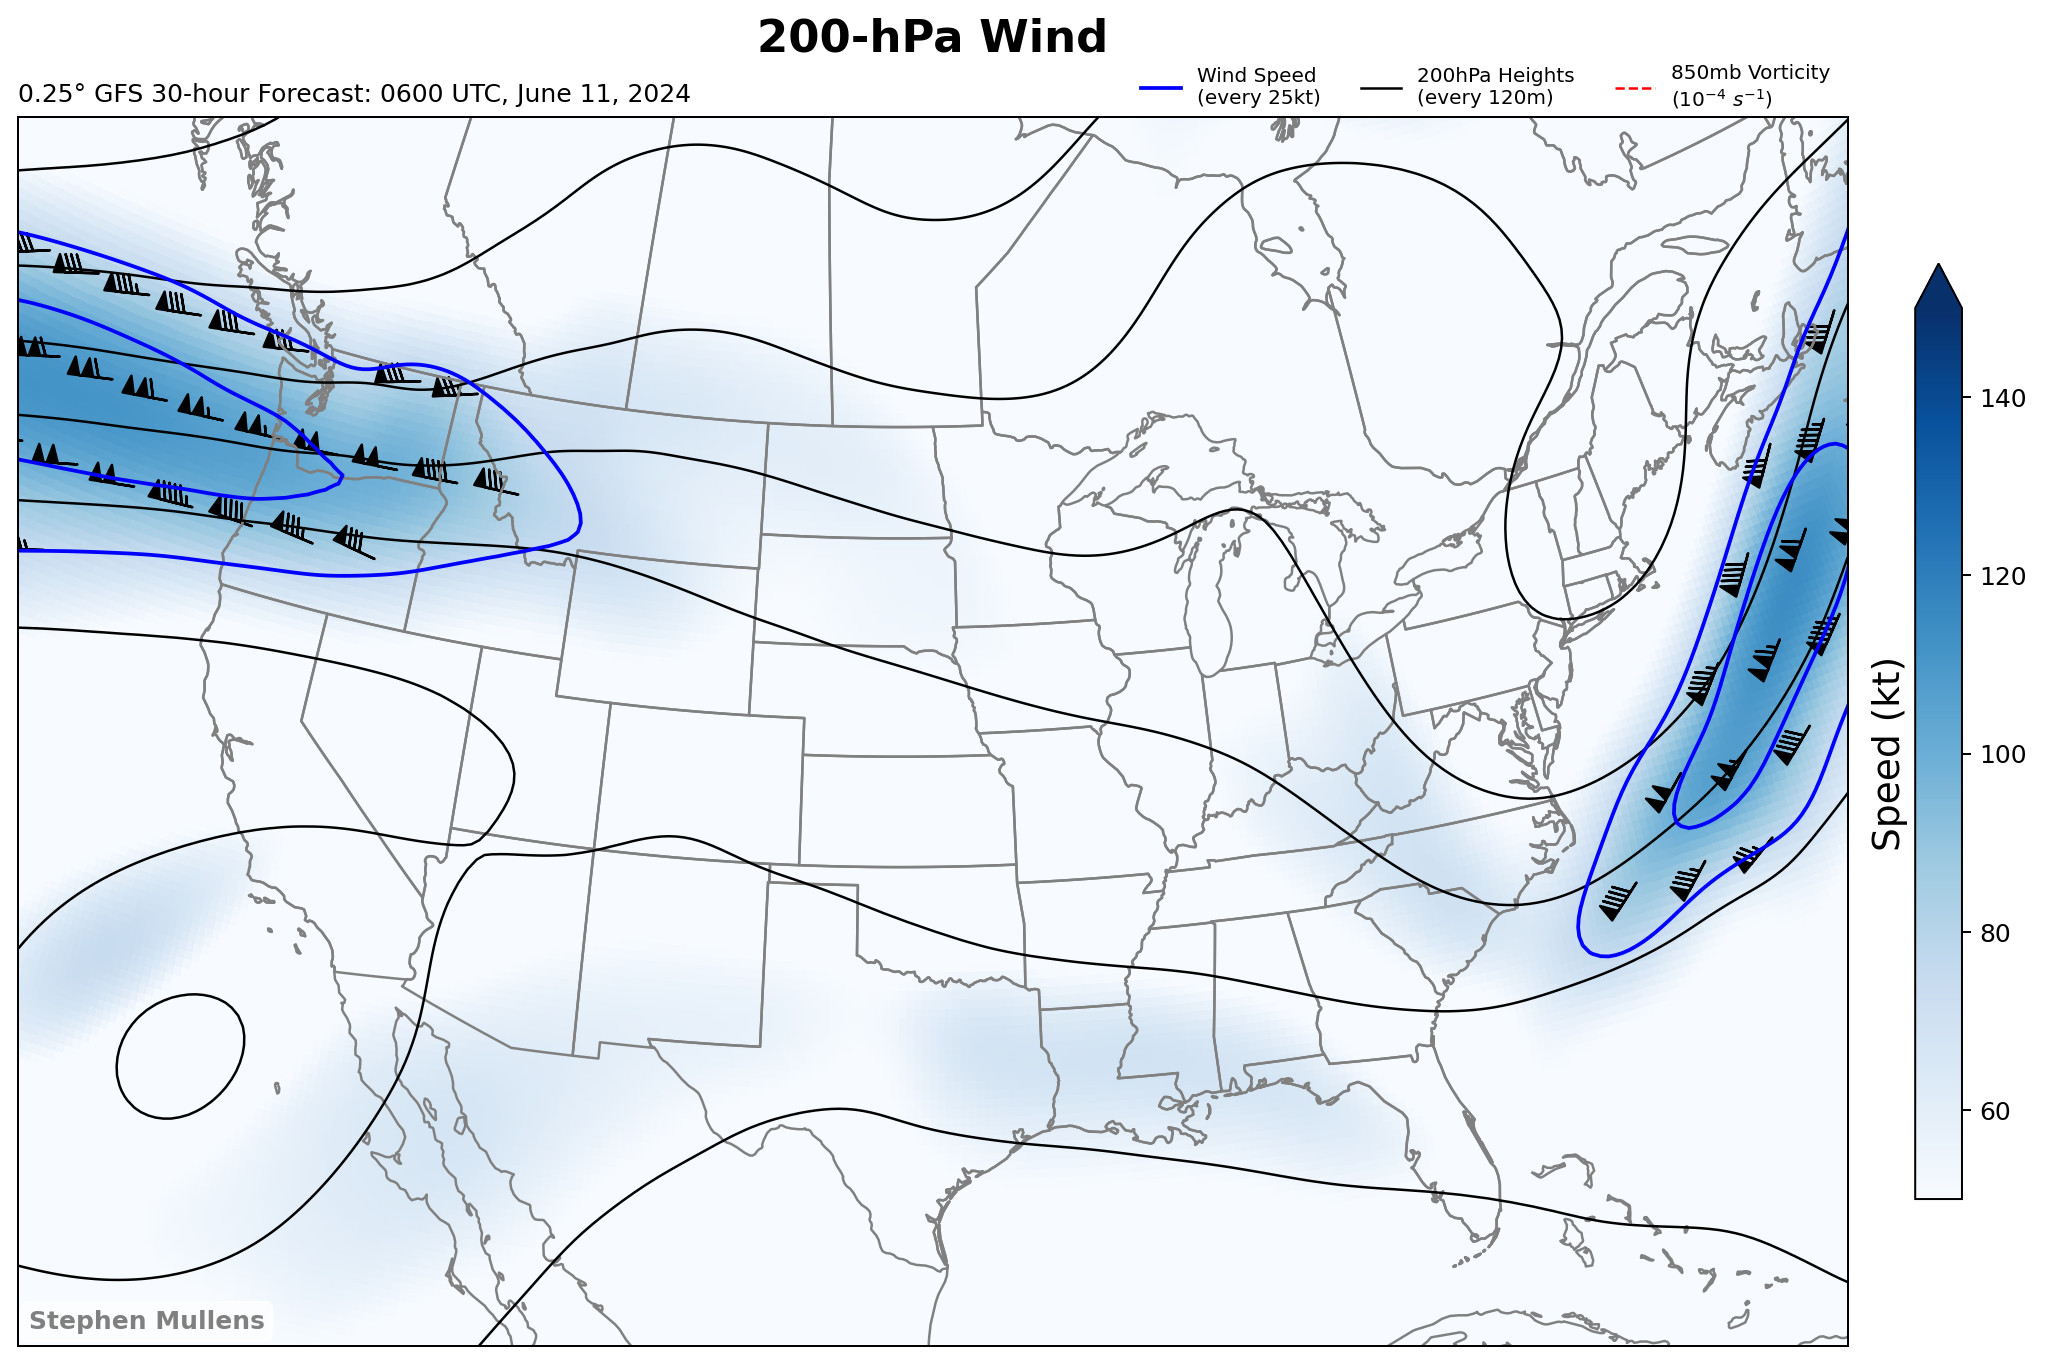 200-hPa Wind
0.25° GFS 30-hour Forecast: 0600 UTC, June 11, 2024
Wind Speed
(every 25kt)
200hPa Heights
(every 120m)
850mb Vorticity
(10⁻⁴ s⁻¹)
140
120
100
80
60
Speed (kt)
Stephen Mullens